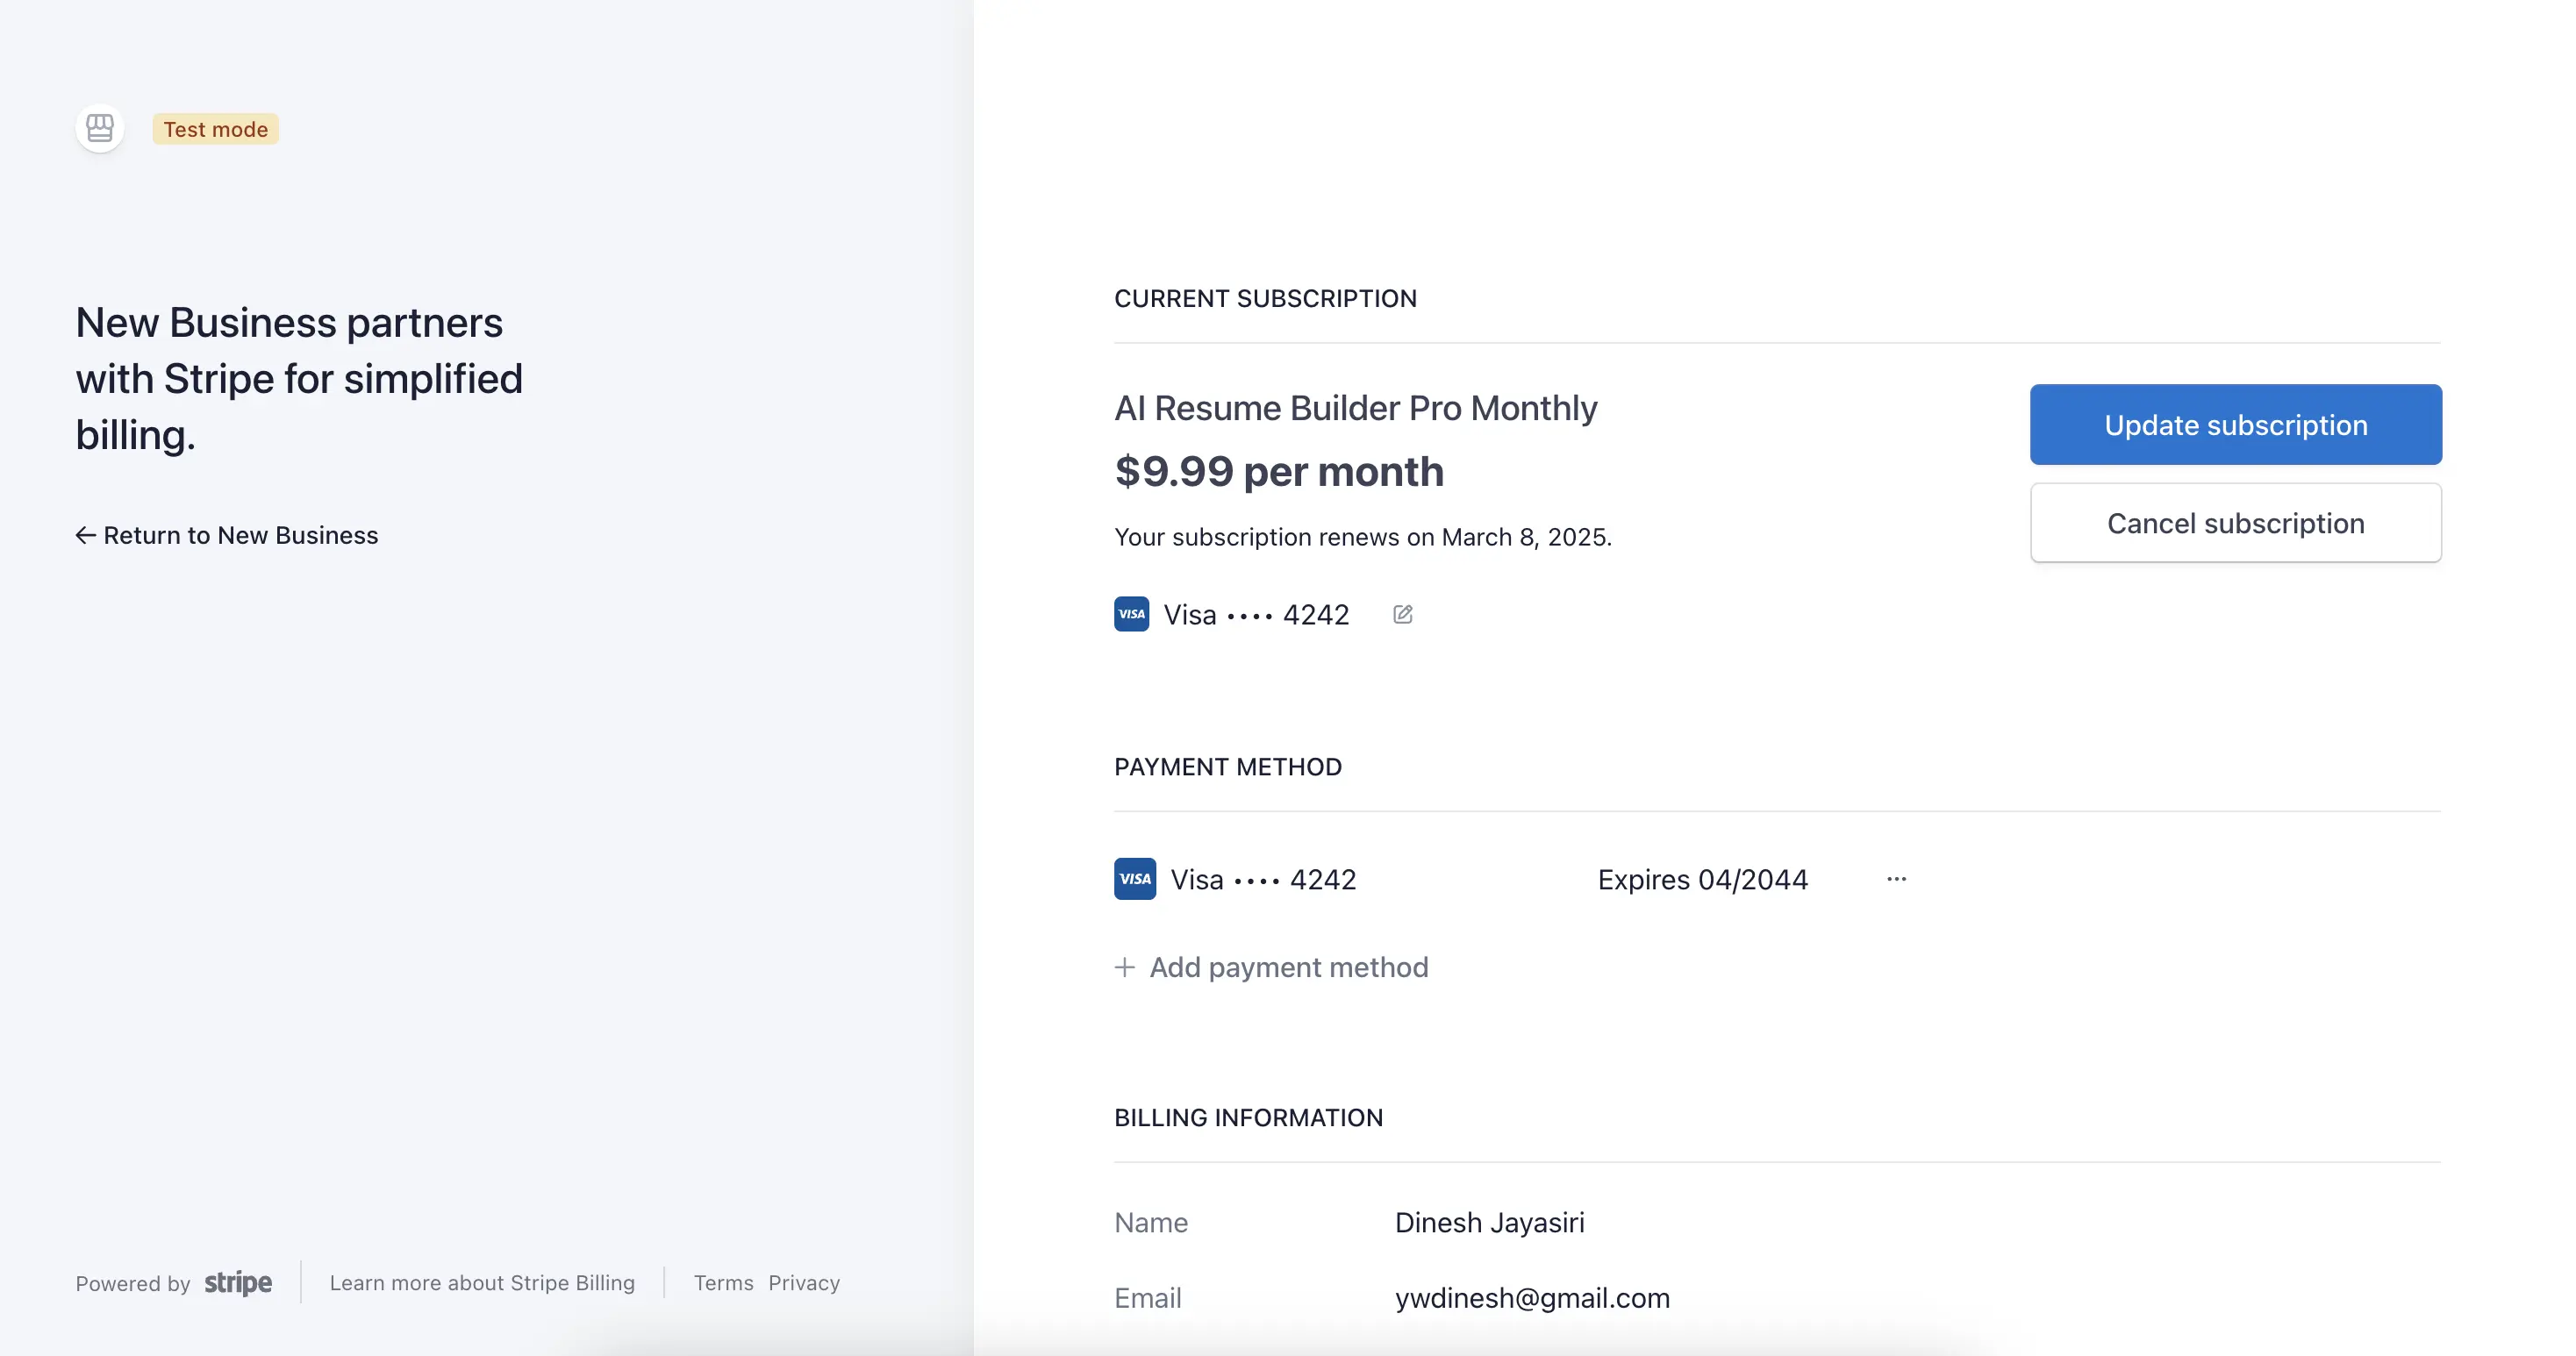 Test mode
New Business partners
with Stripe for simplified
billing.
← Return to New Business
Powered by stripe
Learn more about Stripe Billing
Terms Privacy
CURRENT SUBSCRIPTION
AI Resume Builder Pro Monthly
$9.99 per month
Your subscription renews on March 8, 2025.
VISA Visa •••• 4242
Update subscription
Cancel subscription
PAYMENT METHOD
VISA Visa •••• 4242 Expires 04/2044 ···
+ Add payment method
BILLING INFORMATION
Name Dinesh Jayasiri
Email ywdinesh@gmail.com